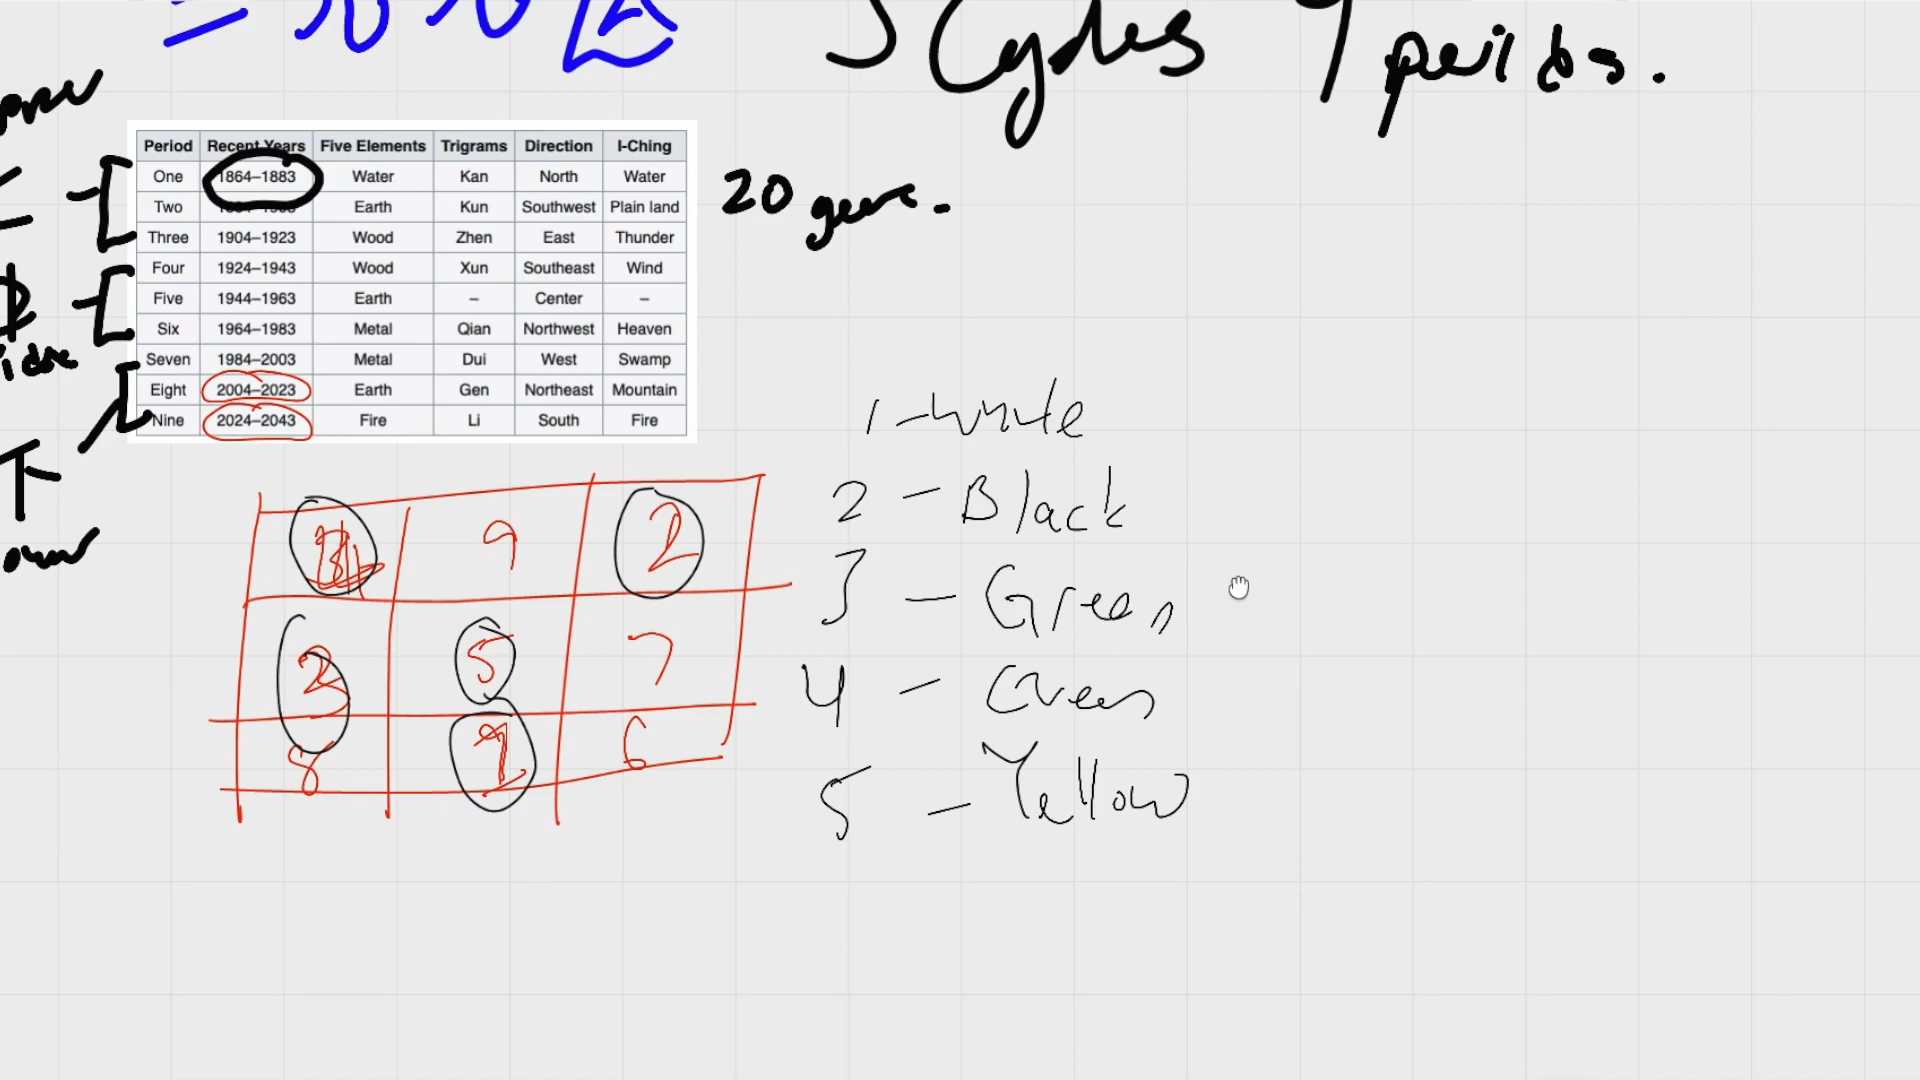 3 Cycles 9 periods.
Period Recent Years Five Elements Trigrams Direction I-Ching
One 1864–1883 Water Kan North Water
Two Earth Kun Southwest Plain land
Three 1904–1923 Wood Zhen East Thunder
Four 1924–1943 Wood Xun Southeast Wind
Five 1944–1963 Earth – Center –
Six 1964–1983 Metal Qian Northwest Heaven
Seven 1984–2003 Metal Dui West Swamp
Eight 2004–2023 Earth Gen Northeast Mountain
Nine 2024–2043 Fire Li South Fire
20
下
9 2
5 7
8 6
1 - White
2 - Black
3 - Green
4 - Green
5 - Yellow